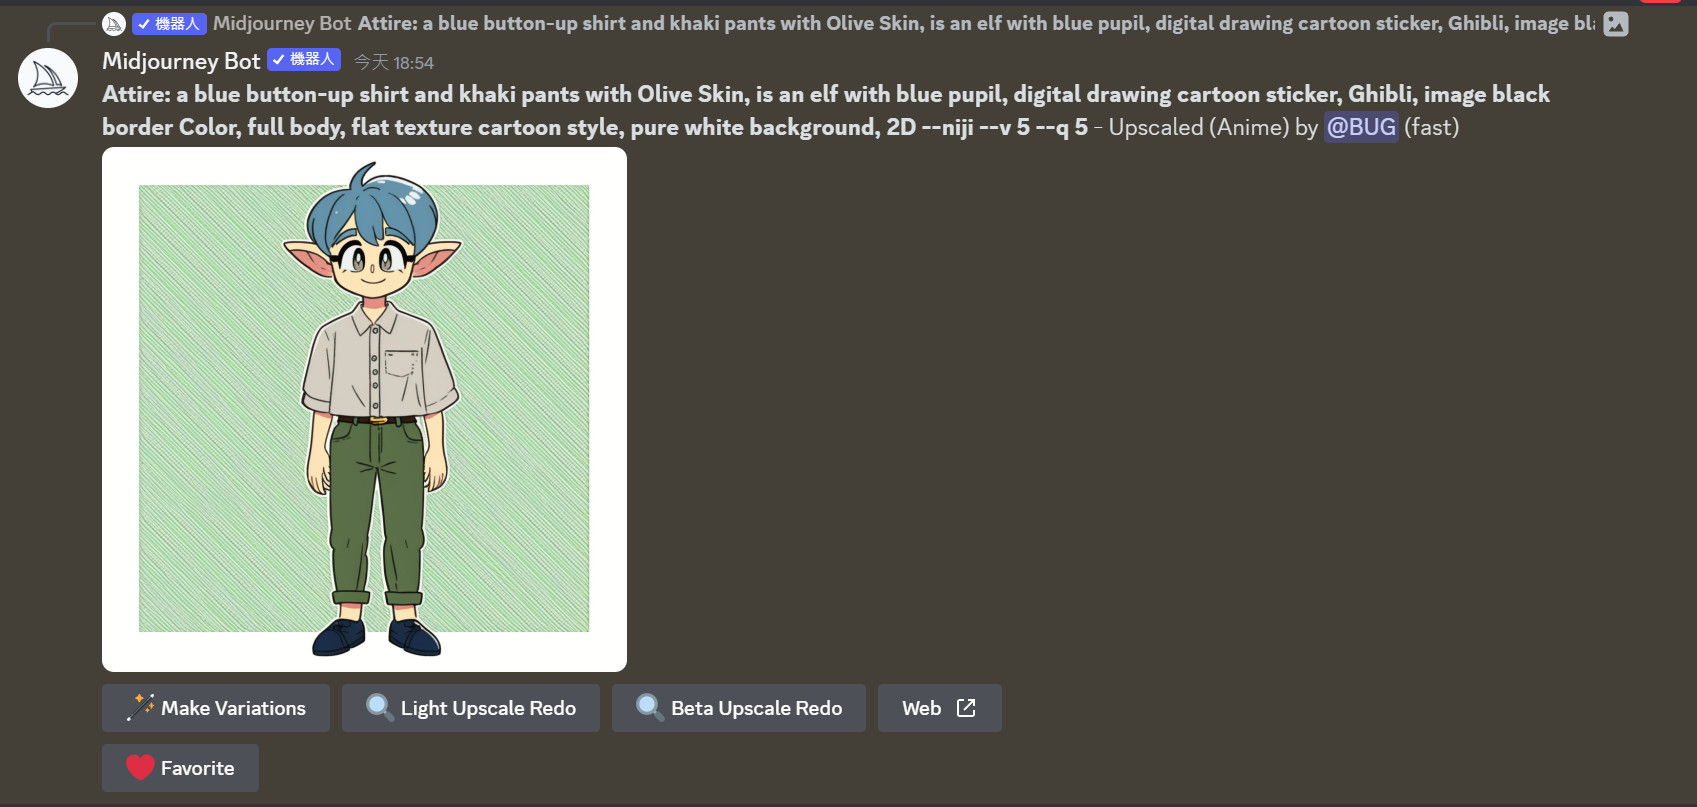 機器人 Midjourney Bot Attire: a blue button-up shirt and khaki pants with Olive Skin, is an elf with blue pupil, digital drawing cartoon sticker, Ghibli, image
Midjourney Bot 機器人 今天 18:54
Attire: a blue button-up shirt and khaki pants with Olive Skin, is an elf with blue pupil, digital drawing cartoon sticker, Ghibli, image black
border Color, full body, flat texture cartoon style, pure white background, 2D --niji --v 5 --q 5 - Upscaled (Anime) by @BUG (fast)
Make Variations Light Upscale Redo Beta Upscale Redo Web
Favorite